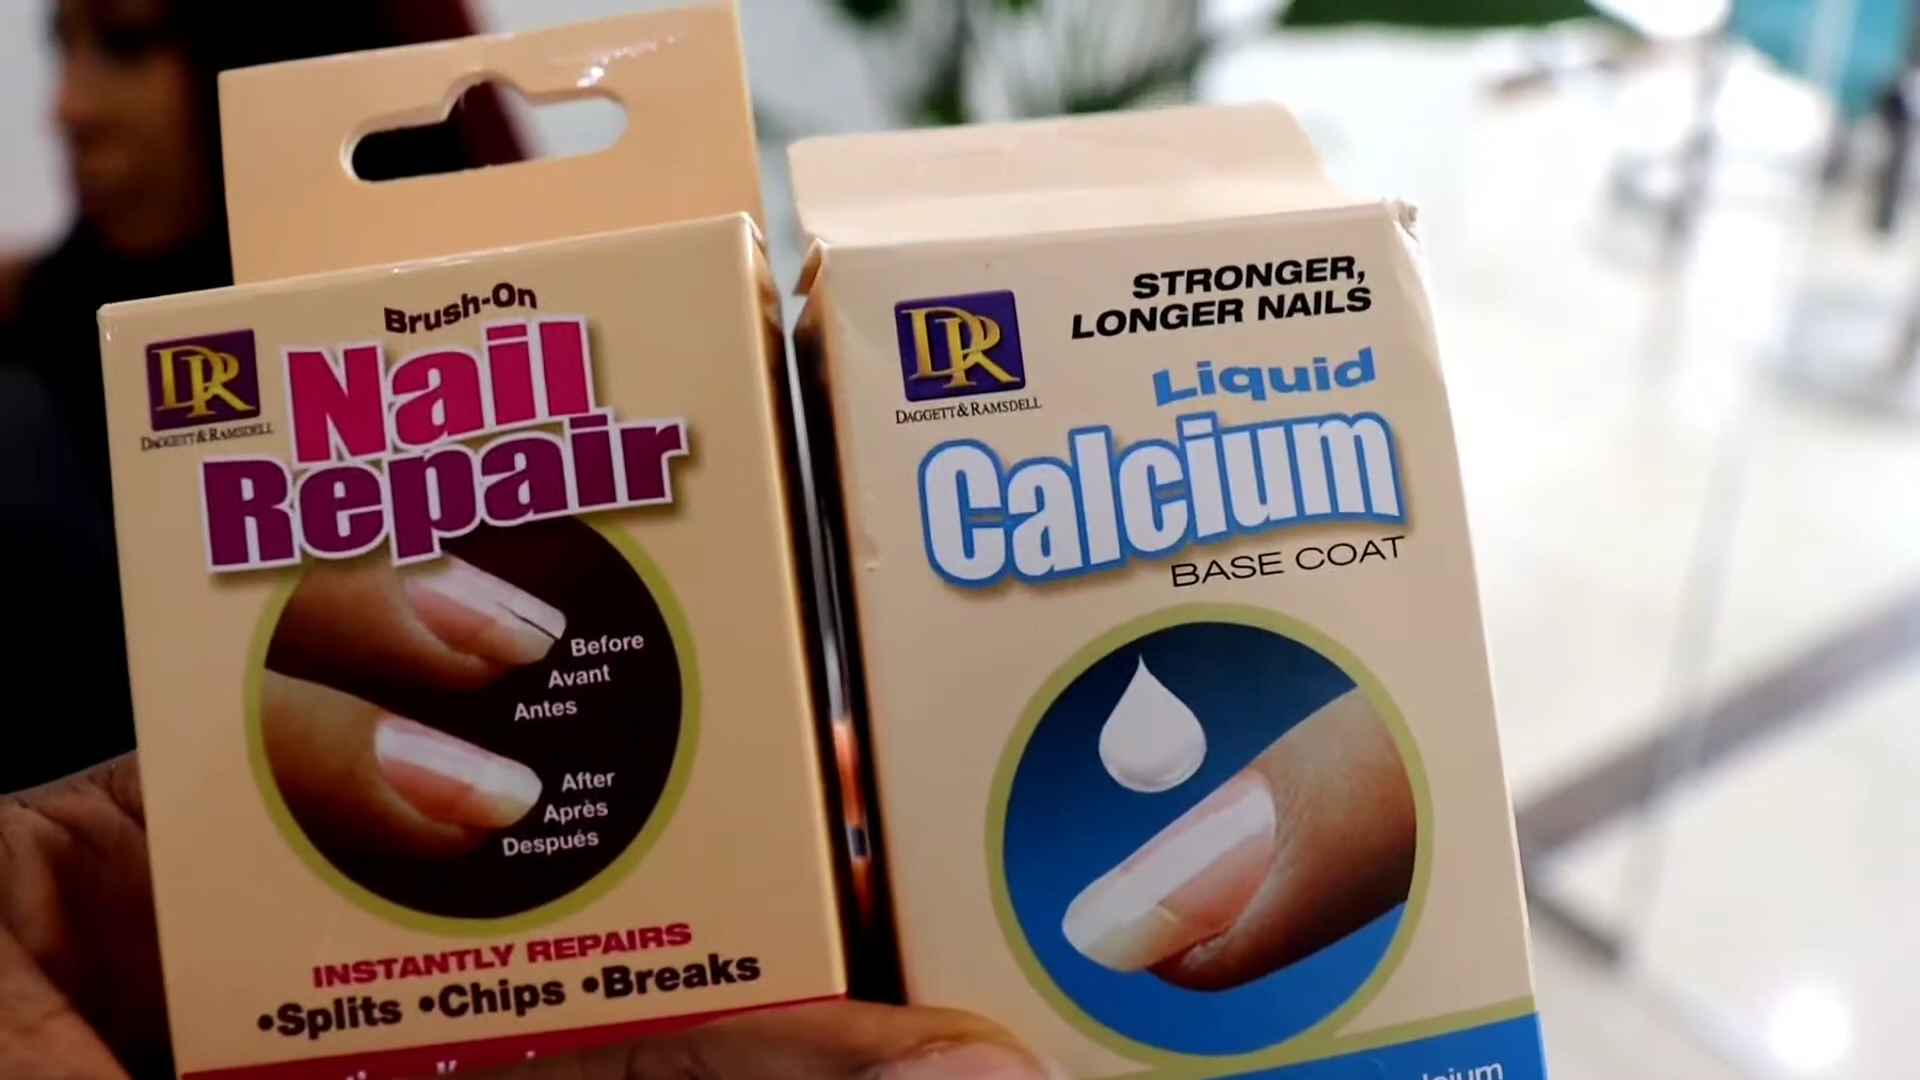 Brush-On
DR
DAGGETT & RAMSDELL
Nail
Repair
Before
Avant
Antes
After
Après
Después
INSTANTLY REPAIRS
•Splits •Chips •Breaks
STRONGER,
LONGER NAILS
DR
DAGGETT & RAMSDELL
Liquid
Calcium
BASE COAT